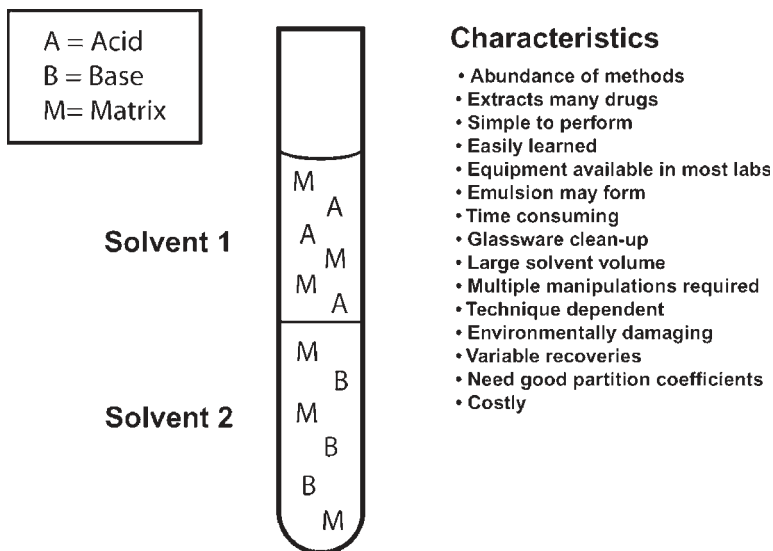 A = Acid
B = Base
M= Matrix
Solvent 1
Solvent 2
M
A
A
M
M
A
M
B
M
B
B
M
Characteristics
• Abundance of methods
• Extracts many drugs
• Simple to perform
• Easily learned
• Equipment available in most labs
• Emulsion may form
• Time consuming
• Glassware clean-up
• Large solvent volume
• Multiple manipulations required
• Technique dependent
• Environmentally damaging
• Variable recoveries
• Need good partition coefficients
• Costly